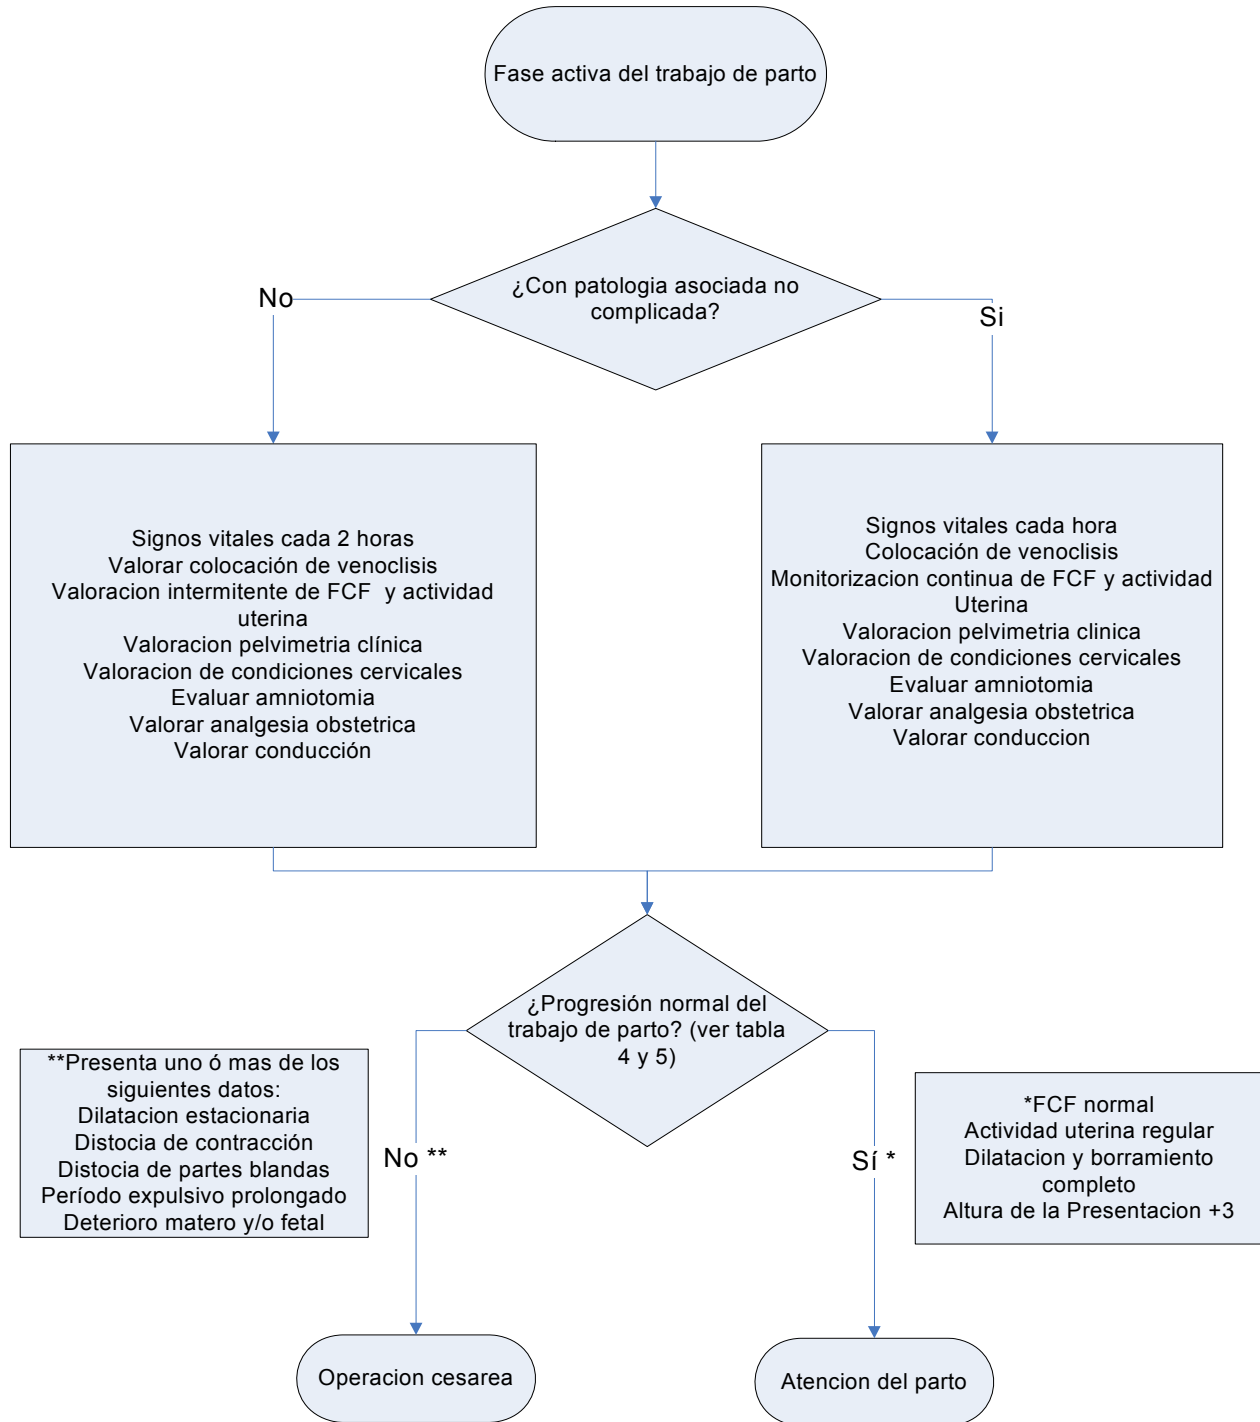 Fase activa del trabajo de parto
¿Con patologia asociada no
complicada?
No
Si
Signos vitales cada 2 horas
Valorar colocación de venoclisis
Valoracion intermitente de FCF y actividad
uterina
Valoracion pelvimetria clínica
Valoracion de condiciones cervicales
Evaluar amniotomia
Valorar analgesia obstetrica
Valorar conducción
Signos vitales cada hora
Colocación de venoclisis
Monitorizacion continua de FCF y actividad
Uterina
Valoracion pelvimetria clinica
Valoracion de condiciones cervicales
Evaluar amniotomia
Valorar analgesia obstetrica
Valorar conduccion
¿Progresión normal del
trabajo de parto? (ver tabla
4 y 5)
**Presenta uno ó mas de los
siguientes datos:
Dilatacion estacionaria
Distocia de contracción
Distocia de partes blandas
Período expulsivo prolongado
Deterioro matero y/o fetal
No **
Sí *
*FCF normal
Actividad uterina regular
Dilatacion y borramiento
completo
Altura de la Presentacion +3
Operacion cesarea
Atencion del parto